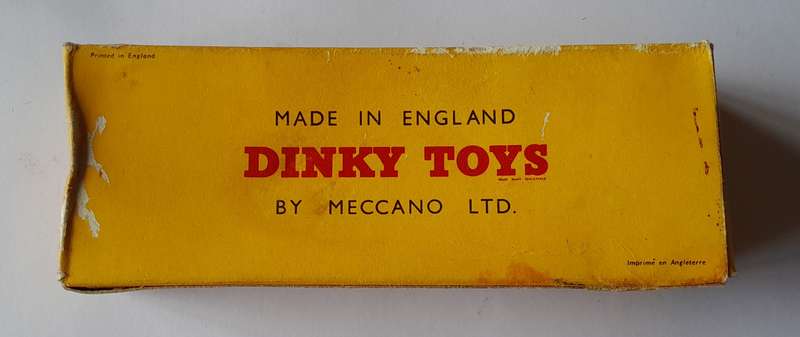 Printed in England
MADE IN ENGLAND
DINKY TOYS
BY MECCANO LTD.
Imprimé en Angleterre